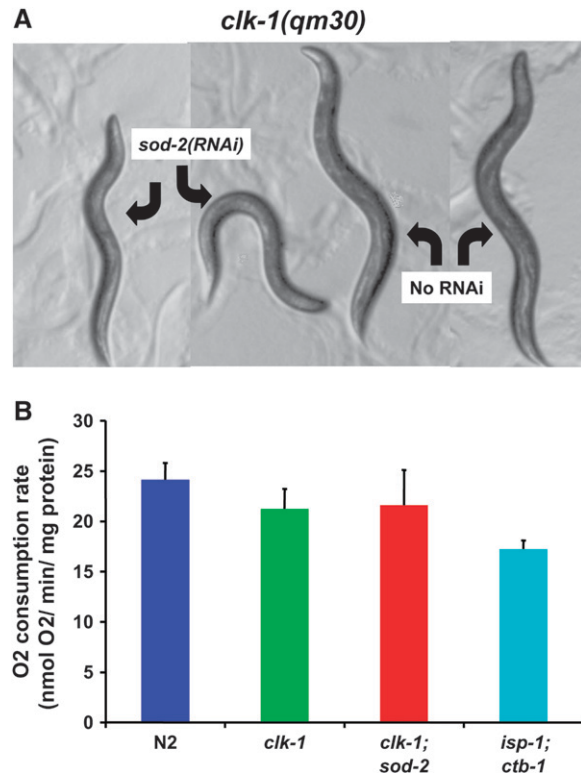 A
clk-1(qm30)
sod-2(RNAi)
No RNAi
B
O2 consumption rate
(nmol O2/ min/ mg protein)
30
25
20
15
10
5
0
N2
clk-1
clk-1;
sod-2
isp-1;
ctb-1